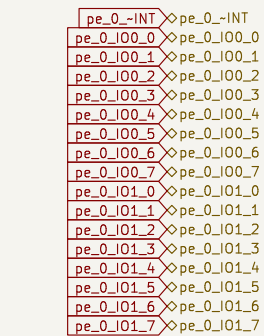 pe_0_~INT pe_0_~INT
pe_0_IO0_0 pe_0_IO0_0
pe_0_IO0_1 pe_0_IO0_1
pe_0_IO0_2 pe_0_IO0_2
pe_0_IO0_3 pe_0_IO0_3
pe_0_IO0_4 pe_0_IO0_4
pe_0_IO0_5 pe_0_IO0_5
pe_0_IO0_6 pe_0_IO0_6
pe_0_IO0_7 pe_0_IO0_7
pe_0_IO1_0 pe_0_IO1_0
pe_0_IO1_1 pe_0_IO1_1
pe_0_IO1_2 pe_0_IO1_2
pe_0_IO1_3 pe_0_IO1_3
pe_0_IO1_4 pe_0_IO1_4
pe_0_IO1_5 pe_0_IO1_5
pe_0_IO1_6 pe_0_IO1_6
pe_0_IO1_7 pe_0_IO1_7